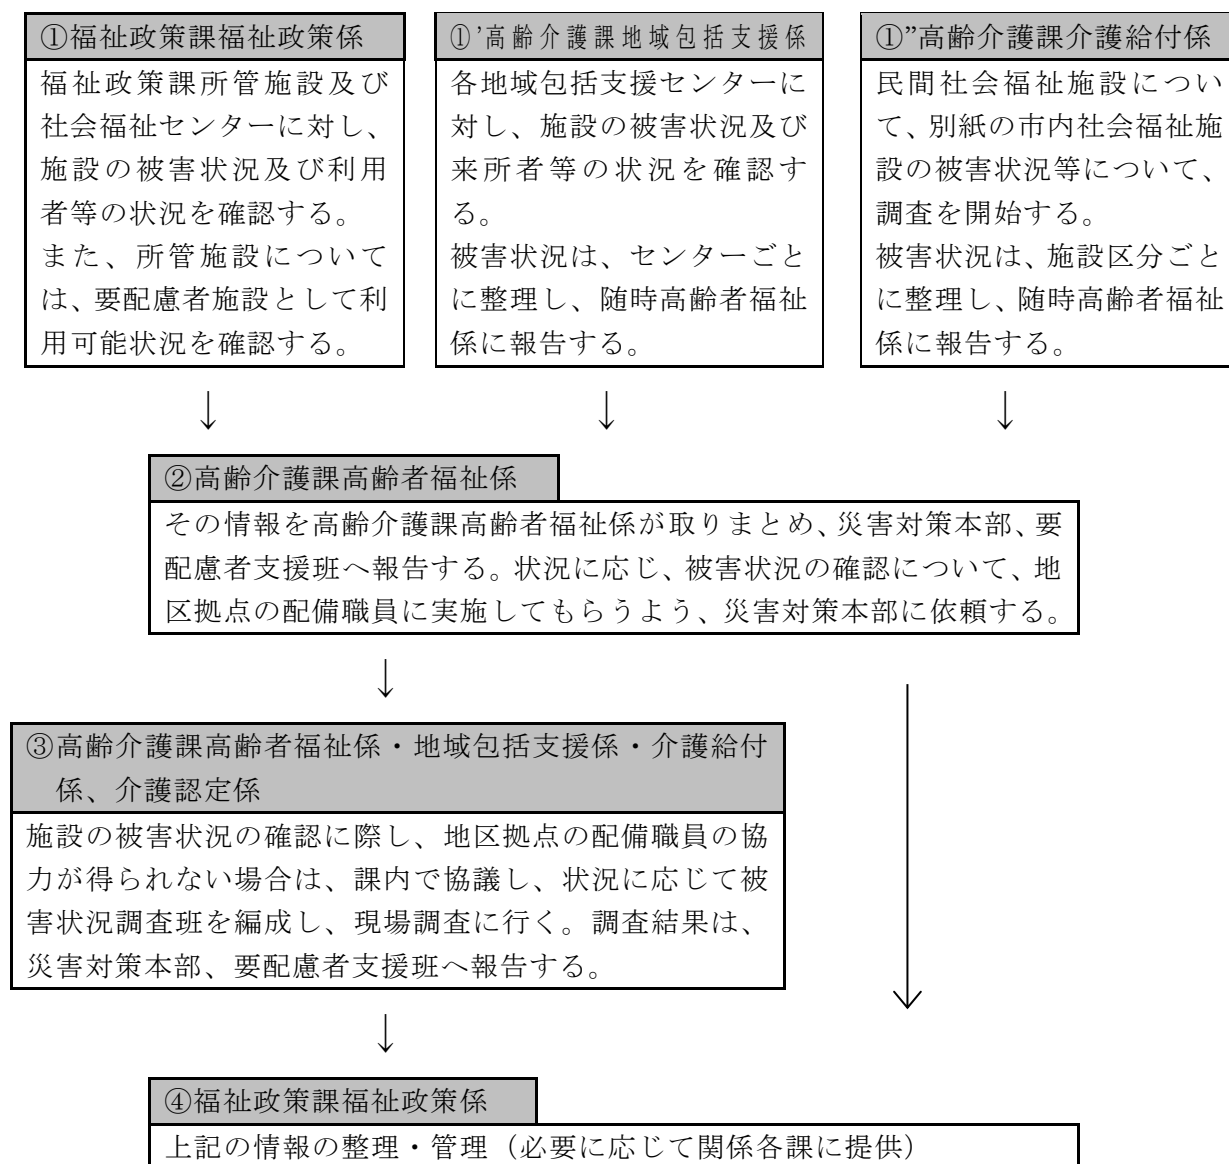 ①福祉政策課福祉政策係
福祉政策課所管施設及び
社会福祉センターに対し、
施設の被害状況及び利用
者等の状況を確認する。
また、所管施設について
は、要配慮者施設として利
用可能状況を確認する。
①’高齢介護課地域包括支援係
各地域包括支援センターに
対し、施設の被害状況及び
来所者等の状況を確認す
る。
被害状況は、センターごと
に整理し、随時高齢者福祉
係に報告する。
①”高齢介護課介護給付係
民間社会福祉施設につい
て、別紙の市内社会福祉施
設の被害状況等について、
調査を開始する。
被害状況は、施設区分ごと
に整理し、随時高齢者福祉
係に報告する。
↓ ↓ ↓
②高齢介護課高齢者福祉係
その情報を高齢介護課高齢者福祉係が取りまとめ、災害対策本部、要
配慮者支援班へ報告する。状況に応じ、被害状況の確認について、地
区拠点の配備職員に実施してもらうよう、災害対策本部に依頼する。
↓
③高齢介護課高齢者福祉係・地域包括支援係・介護給付
係、介護認定係
施設の被害状況の確認に際し、地区拠点の配備職員の協
力が得られない場合は、課内で協議し、状況に応じて被
害状況調査班を編成し、現場調査に行く。調査結果は、
災害対策本部、要配慮者支援班へ報告する。
↓
④福祉政策課福祉政策係
上記の情報の整理・管理（必要に応じて関係各課に提供）